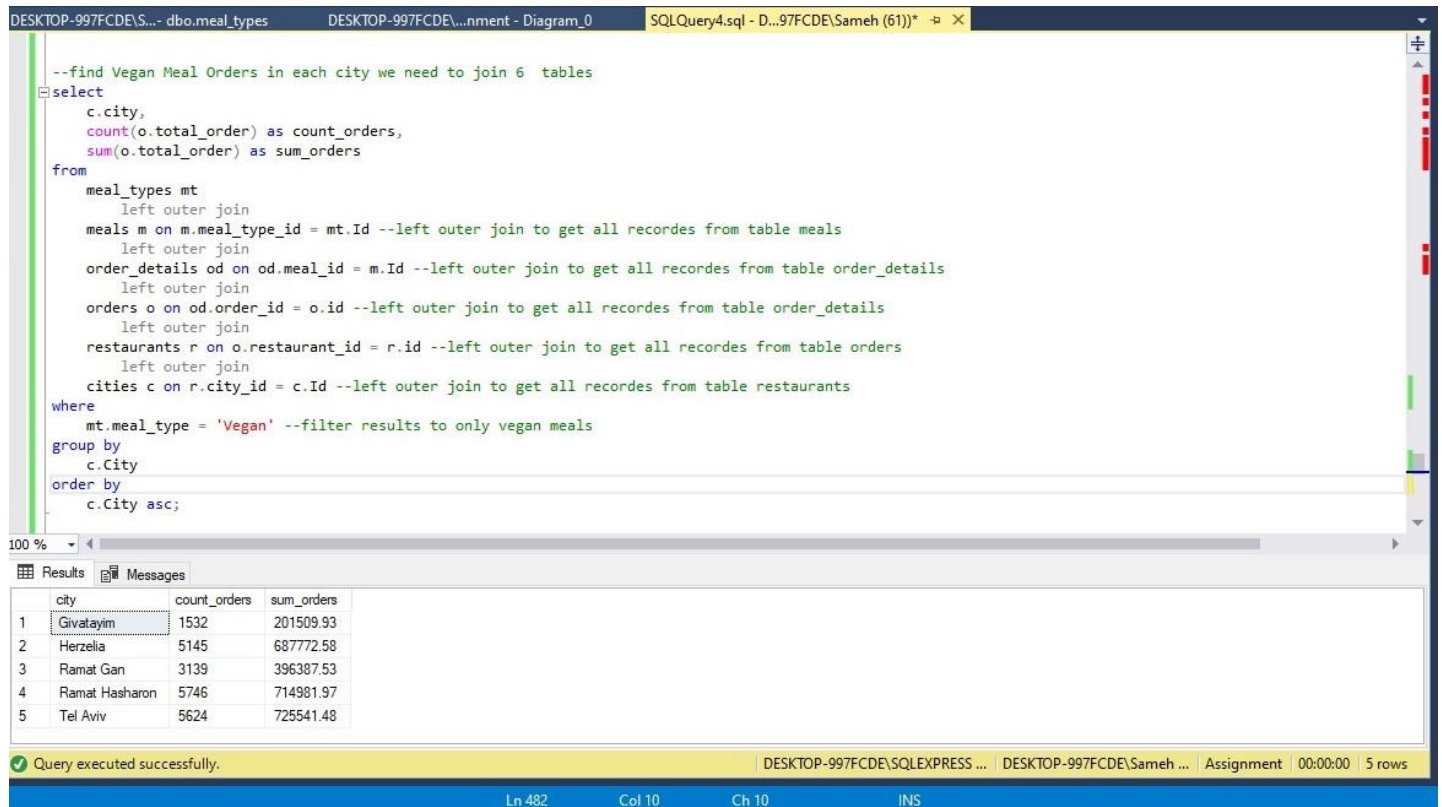 DESKTOP-997FCDE\S...- dbo.meal_types DESKTOP-997FCDE\...nment - Diagram_0 SQLQuery4.sql - D...97FCDE\Sameh (61))*
--find Vegan Meal Orders in each city we need to join 6  tables
select
    c.city,
    count(o.total_order) as count_orders,
    sum(o.total_order) as sum_orders
from
    meal_types mt
        left outer join
    meals m on m.meal_type_id = mt.Id --left outer join to get all recordes from table meals
        left outer join
    order_details od on od.meal_id = m.Id --left outer join to get all recordes from table order_details
        left outer join
    orders o on od.order_id = o.id --left outer join to get all recordes from table order_details
        left outer join
    restaurants r on o.restaurant_id = r.id --left outer join to get all recordes from table orders
        left outer join
    cities c on r.city_id = c.Id --left outer join to get all recordes from table restaurants
where
    mt.meal_type = 'Vegan' --filter results to only vegan meals
group by
    c.City
order by
    c.City asc;
100 %
Results Messages
city count_orders sum_orders
1 Givatayim 1532 201509.93
2 Herzelia 5145 687772.58
3 Ramat Gan 3139 396387.53
4 Ramat Hasharon 5746 714981.97
5 Tel Aviv 5624 725541.48
Query executed successfully. DESKTOP-997FCDE\SQLEXPRESS ... DESKTOP-997FCDE\Sameh ... Assignment 00:00:00 5 rows
Ln 482 Col 10 Ch 10 INS